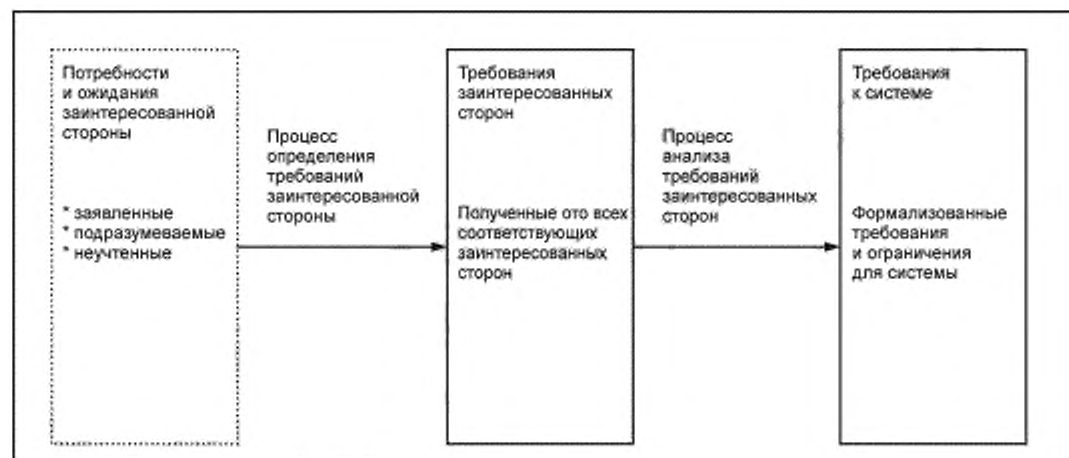 Потребности
и ожидания
заинтересованной
стороны
* заявленные
* подразумеваемые
* неучтенные
Процесс
определения
требований
заинтересованной
стороны
Требования
заинтересованных
сторон
Полученные ото всех
соответствующих
заинтересованных
сторон
Процесс
анализа
требований
заинтересованных
сторон
Требования
к системе
Формализованные
требования
и ограничения
для системы